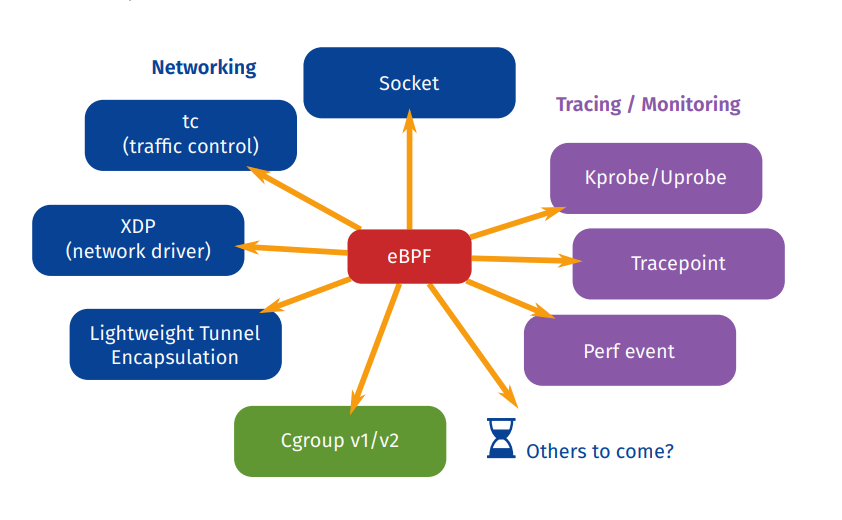 Networking
Socket
Tracing / Monitoring
tc
(traffic control)
Kprobe/Uprobe
XDP
(network driver)
eBPF
Tracepoint
Lightweight Tunnel
Encapsulation
Perf event
Cgroup v1/v2
Others to come?